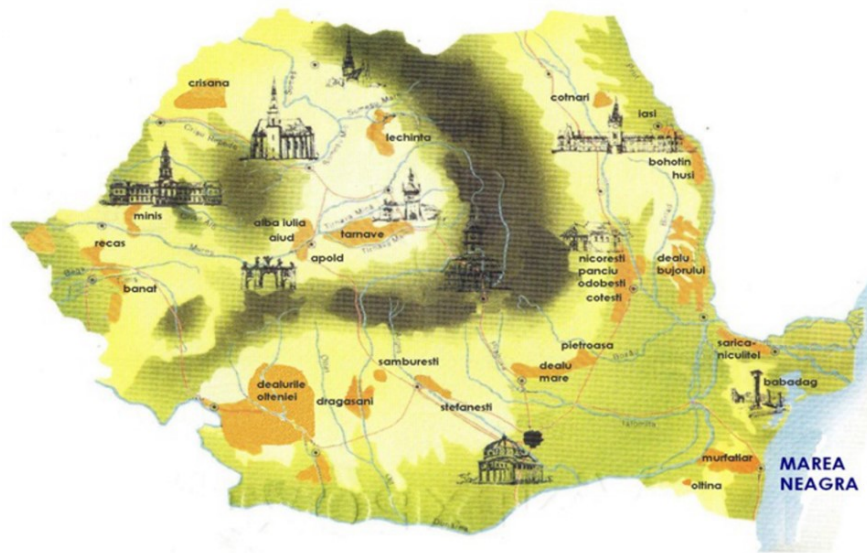 crisana
cotnari
iasi
lechinta
bohotin
husi
minis
alba iulia
aiud
tarnave
recas
apold
nicoresti
panciu
odobesti
cotesti
dealu
bujorului
banat
pietroasa
sarica-
niculitel
samburesti
dealu
mare
dealurile
olteniei
dragasani
stefanesti
babadag
murfatlar
oltina
MAREA
NEAGRA